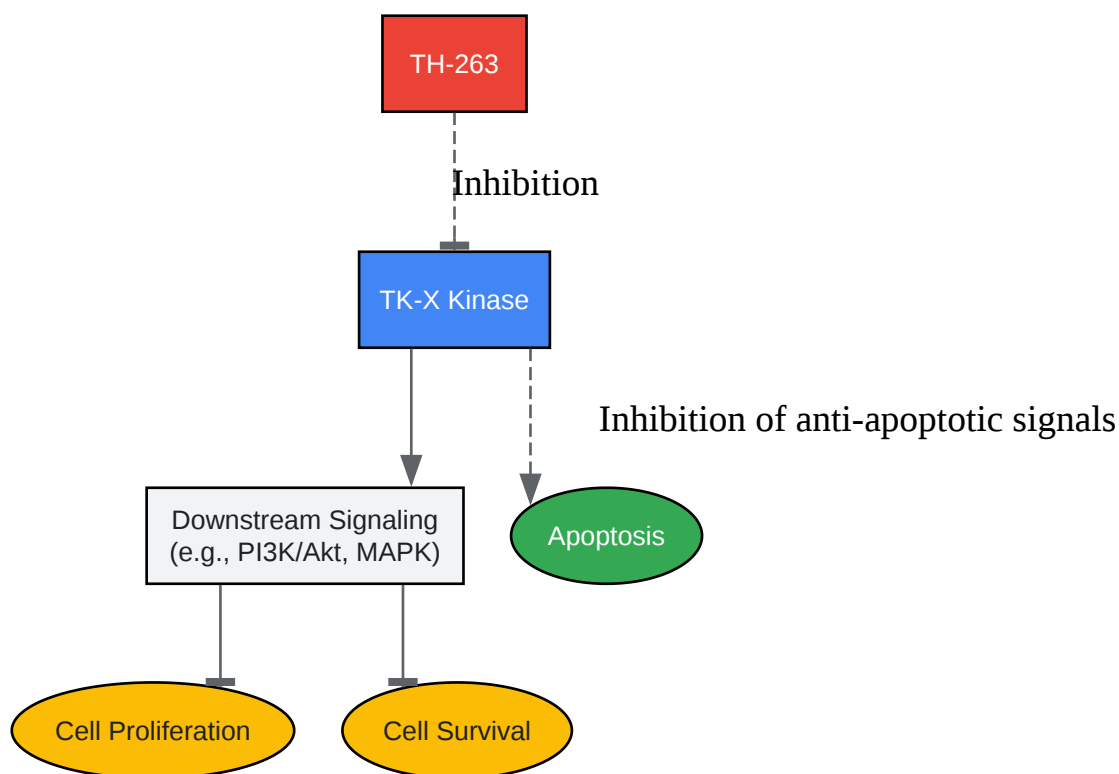 TH-263
Inhibition
TK-X Kinase
Inhibition of anti-apoptotic signals
Downstream Signaling
(e.g., PI3K/Akt, MAPK)
Apoptosis
Cell Proliferation
Cell Survival